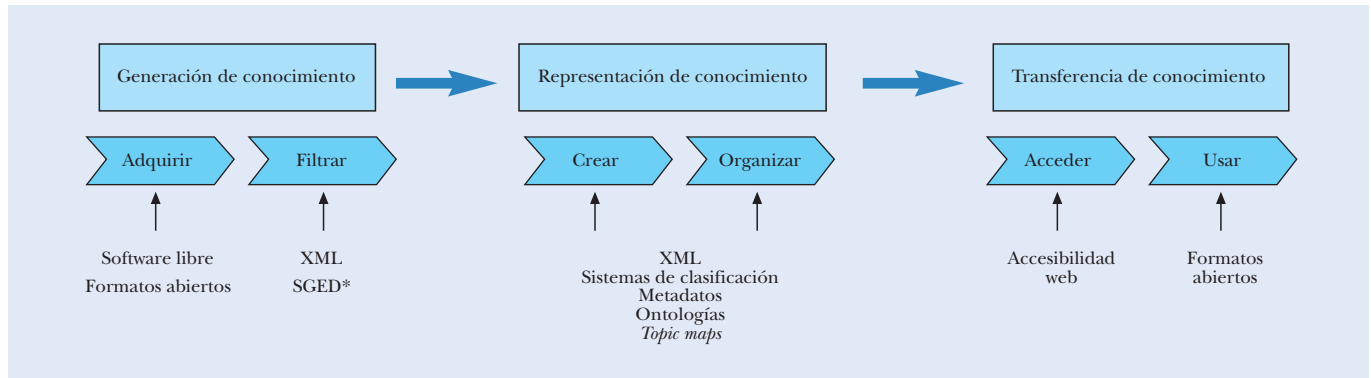 Generación de conocimiento
Representación de conocimiento
Transferencia de conocimiento
Adquirir
Filtrar
Crear
Organizar
Acceder
Usar
Software libre
Formatos abiertos
XML
SGED*
XML
Sistemas de clasificación
Metadatos
Ontologías
Topic maps
Accesibilidad
web
Formatos
abiertos